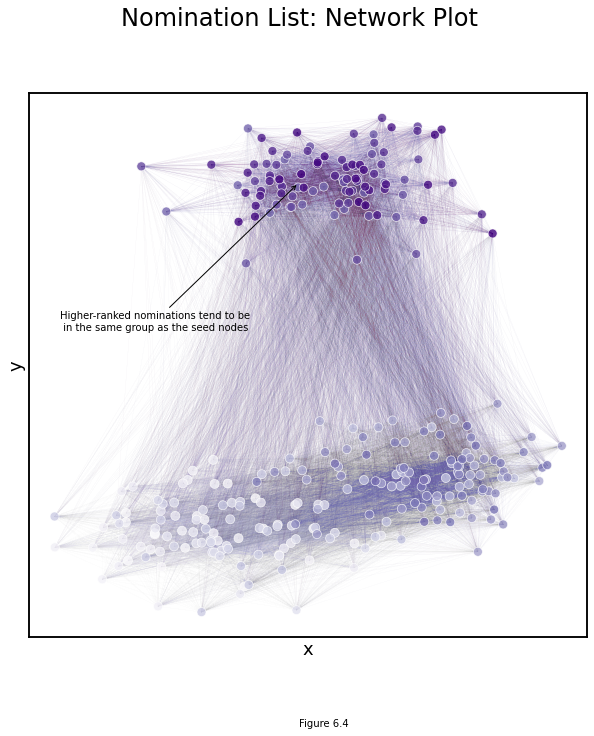 Nomination List: Network Plot
Higher-ranked nominations tend to be
in the same group as the seed nodes
y
x
Figure 6.4